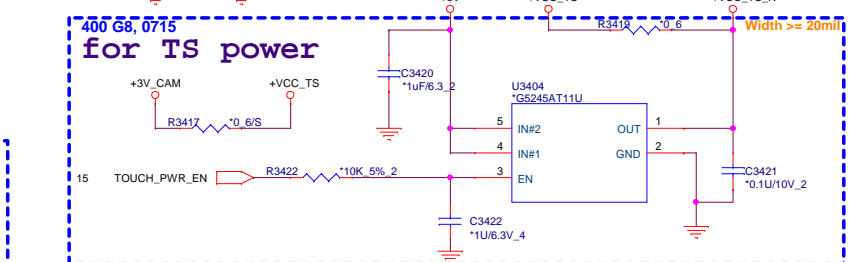 400 G8, 0715
for TS power
R3419
*0_6
Width >= 20mil
+3V_CAM
+VCC_TS
R3417
*0_6/S
C3420
*1uF/6.3_2
U3404
*G5245AT11U
5
IN#2
OUT
1
4
IN#1
GND
2
3
EN
15
TOUCH_PWR_EN
R3422
*10K_5%_2
C3421
*0.1U/10V_2
C3422
*1U/6.3V_4